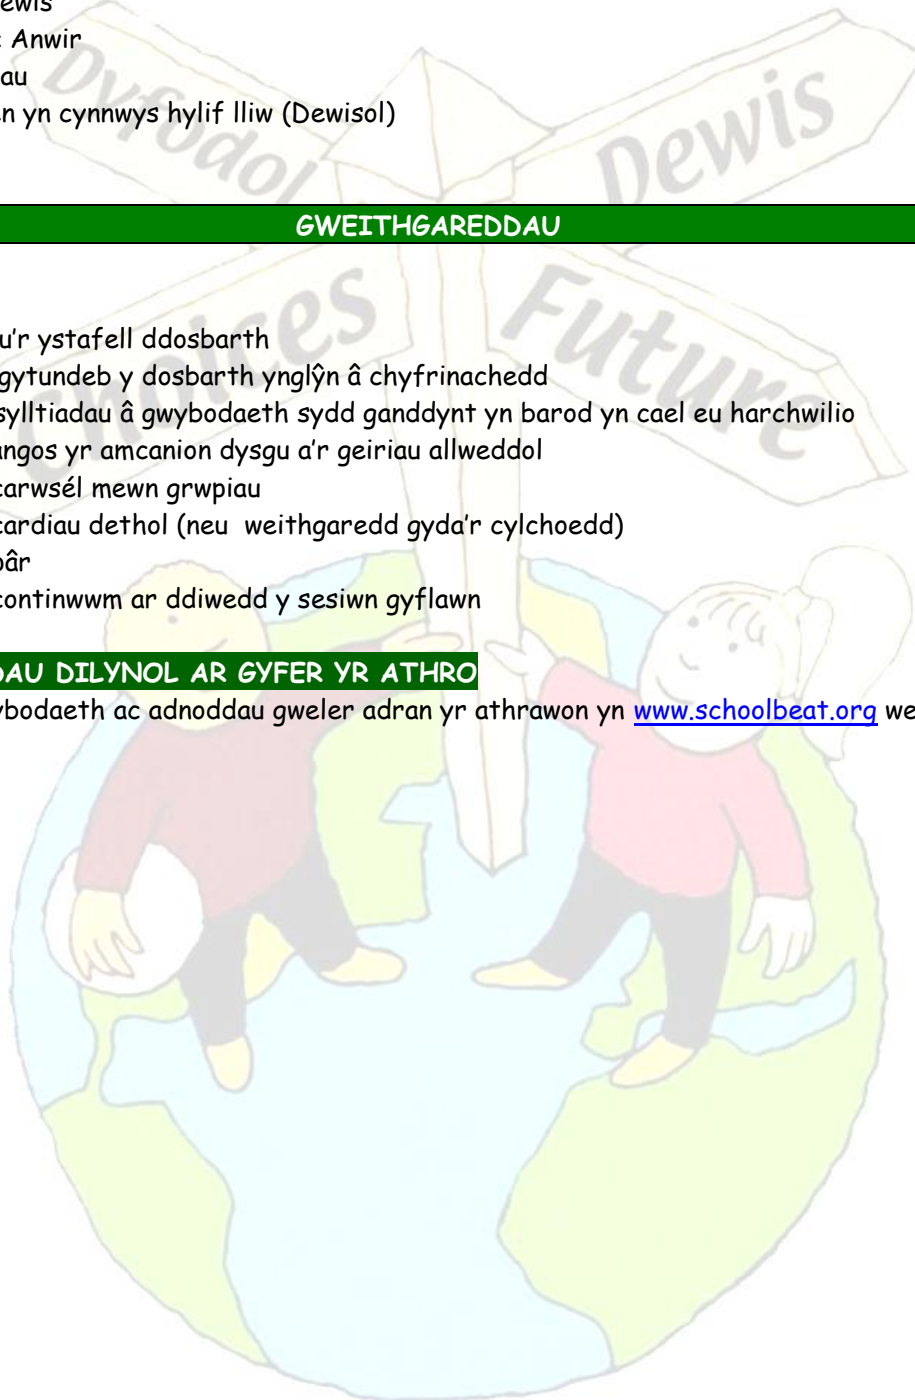 Anwir
au
yn cynnwys hylif lliw (Dewisol)
Dyfodol
Dewis
GWEITHGAREDDAU
Choices
Future
u'r ystafell ddosbarth
gytundeb y dosbarth ynglŷn â chyfrinachedd
sylltiadau â gwybodaeth sydd ganddynt yn barod yn cael eu harchwilio
angos yr amcanion dysgu a'r geiriau allweddol
carwsél mewn grwpiau
cardiau dethol (neu weithgaredd gyda'r cylchoedd)
pâr
continwwm ar ddiwedd y sesiwn gyflawn
DAU DILYNOL AR GYFER YR ATHRO
ybodaeth ac adnoddau gweler adran yr athrawon yn www.schoolbeat.org we